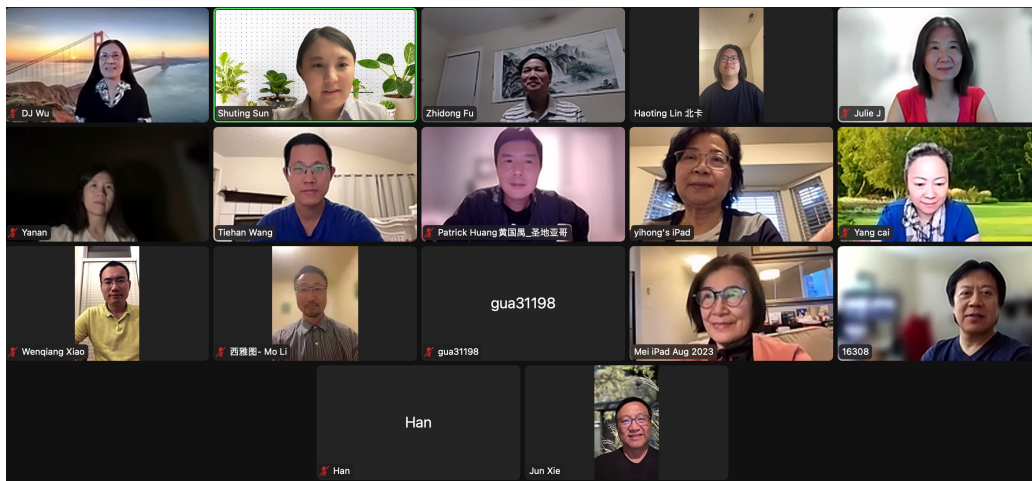 DJ Wu
Shuting Sun
Zhidong Fu
Haoting Lin 北卡
Julie J
Yanan
Tiehan Wang
Patrick Huang黄国禺_圣地亚哥
yihong's iPad
Yang cai
Wenqiang Xiao
西雅图- Mo Li
gua31198
gua31198
Mei iPad Aug 2023
16308
Han
Han
Jun Xie